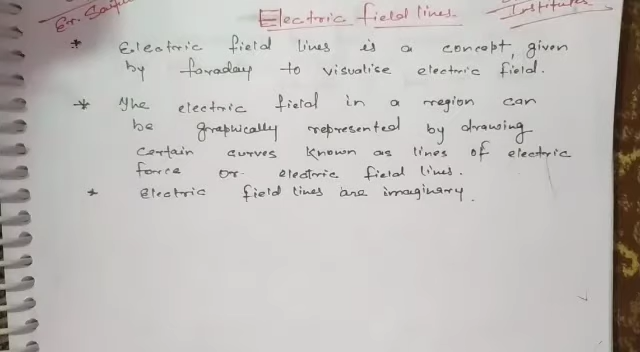 Electric field lines.
Institutes
* Electric field lines is a concept, given
by faraday to visualise electric field.
* The electric field in a region can
be graphically represented by drawing
certain curves known as lines of electric
force or electric field lines.
* Electric field lines are imaginary.